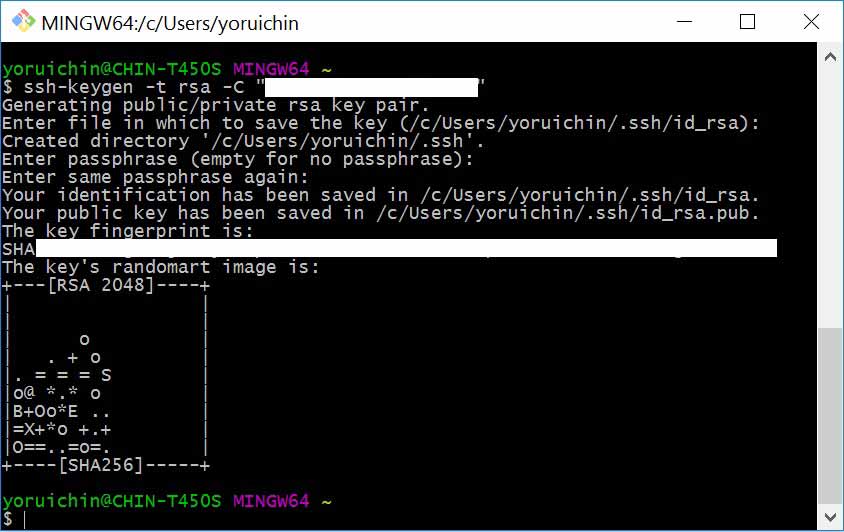 MINGW64:/c/Users/yoruichin
yoruichin@CHIN-T450S MINGW64 ~
$ ssh-keygen -t rsa -C " "
Generating public/private rsa key pair.
Enter file in which to save the key (/c/Users/yoruichin/.ssh/id_rsa):
Created directory '/c/Users/yoruichin/.ssh'.
Enter passphrase (empty for no passphrase):
Enter same passphrase again:
Your identification has been saved in /c/Users/yoruichin/.ssh/id_rsa.
Your public key has been saved in /c/Users/yoruichin/.ssh/id_rsa.pub.
The key fingerprint is:
SHA
The key's randomart image is:
+---[RSA 2048]----+
|                 |
|                 |
|      o          |
|   . + o         |
|. = = = S        |
|o@ *.* o         |
|B+Oo*E ..        |
|=X+*o +.+        |
|O==..=o=.        |
+----[SHA256]-----+
yoruichin@CHIN-T450S MINGW64 ~
$